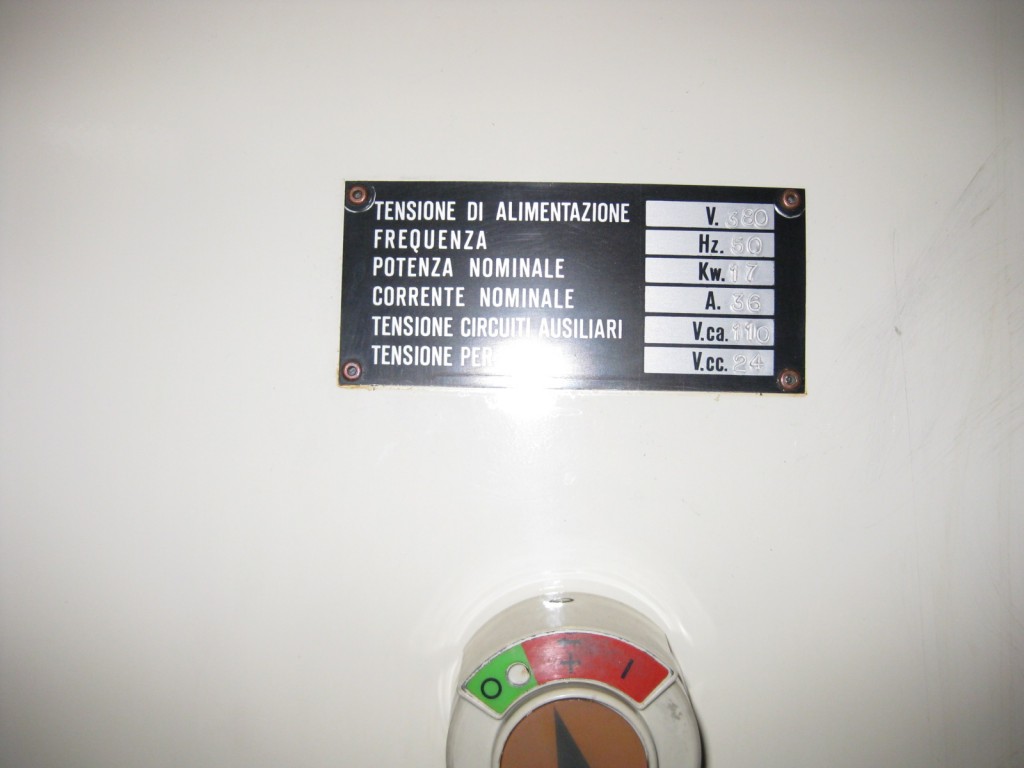 TENSIONE DI ALIMENTAZIONE V. 380
FREQUENZA Hz. 50
POTENZA NOMINALE Kw. 17
CORRENTE NOMINALE A. 36
TENSIONE CIRCUITI AUSILIARI V.ca. 110
TENSIONE PER V.cc. 24
O + I